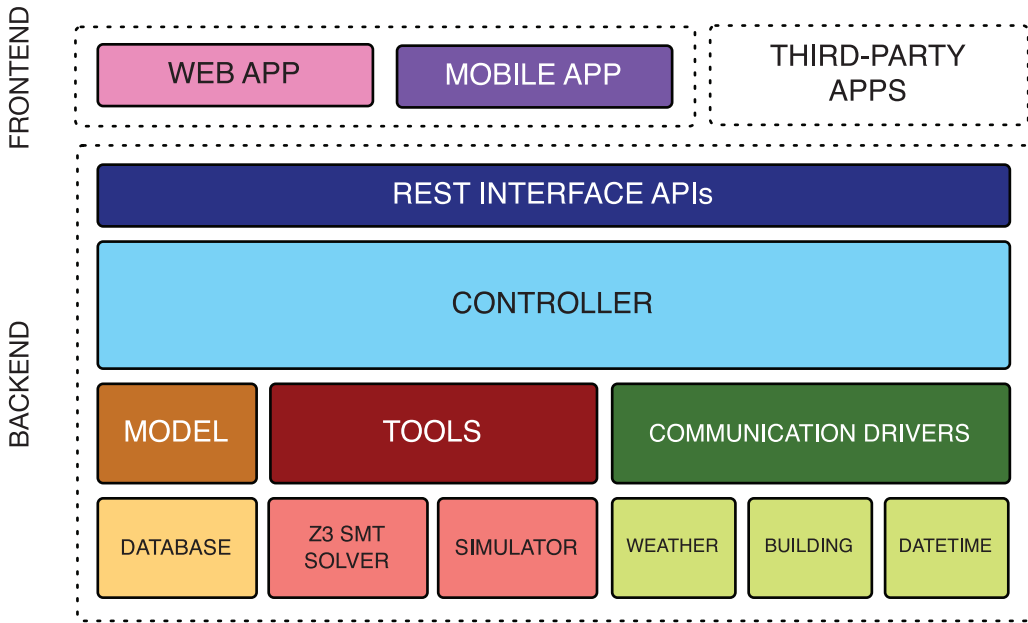 FRONTEND
WEB APP
MOBILE APP
THIRD-PARTY
APPS
BACKEND
REST INTERFACE APIs
CONTROLLER
MODEL
TOOLS
COMMUNICATION DRIVERS
DATABASE
Z3 SMT
SOLVER
SIMULATOR
WEATHER
BUILDING
DATETIME